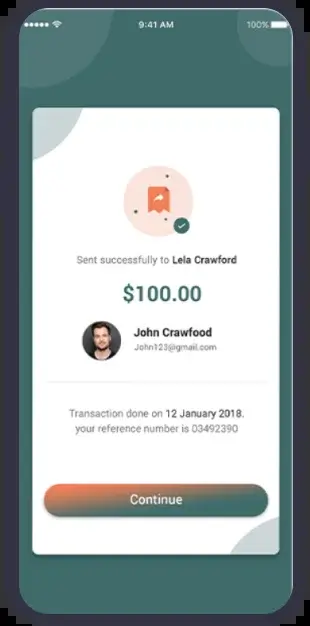 9:41 AM
100%
Sent successfully to Lela Crawford
$100.00
John Crawfood
John123@gmail.com
Transaction done on 12 January 2018.
your reference number is 03492390
Continue